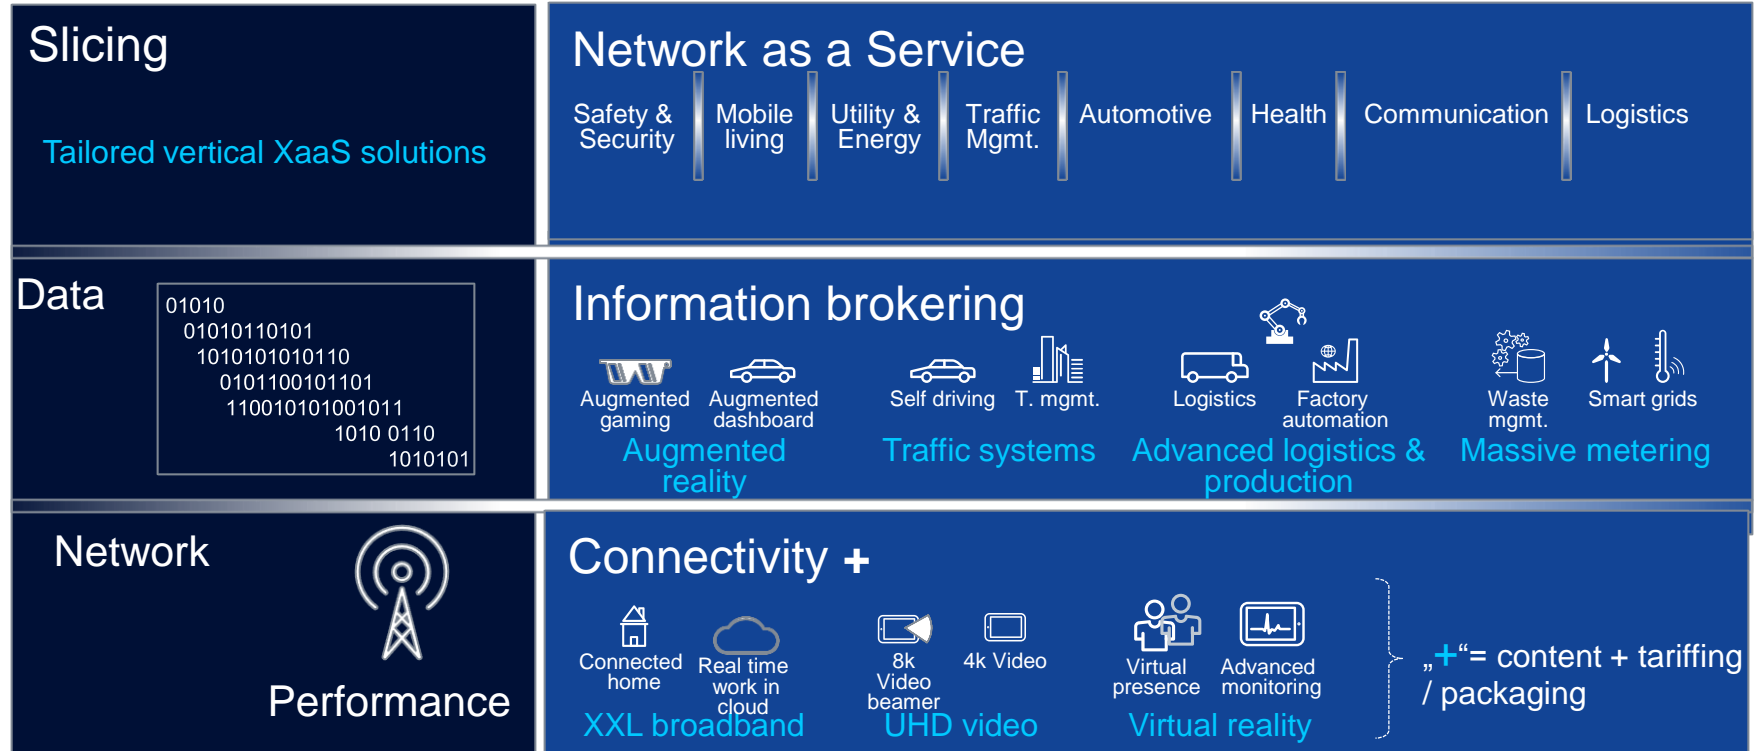 Slicing
Tailored vertical XaaS solutions
Network as a Service
Safety &
Security
Mobile
living
Utility &
Energy
Traffic
Mgmt.
Automotive
Health
Communication
Logistics
Data
01010
01010110101
1010101010110
0101100101101
110010101001011
1010 0110
1010101
Information brokering
Augmented
gaming
Augmented
dashboard
Augmented
reality
Self driving
T. mgmt.
Traffic systems
Logistics
Factory
automation
Advanced logistics &
production
Waste
mgmt.
Smart grids
Massive metering
Network
Performance
Connectivity +
Connected
home
Real time
work in
cloud
XXL broadband
8k
Video
beamer
4k Video
UHD video
Virtual
presence
Advanced
monitoring
Virtual reality
„+“= content + tariffing
/ packaging